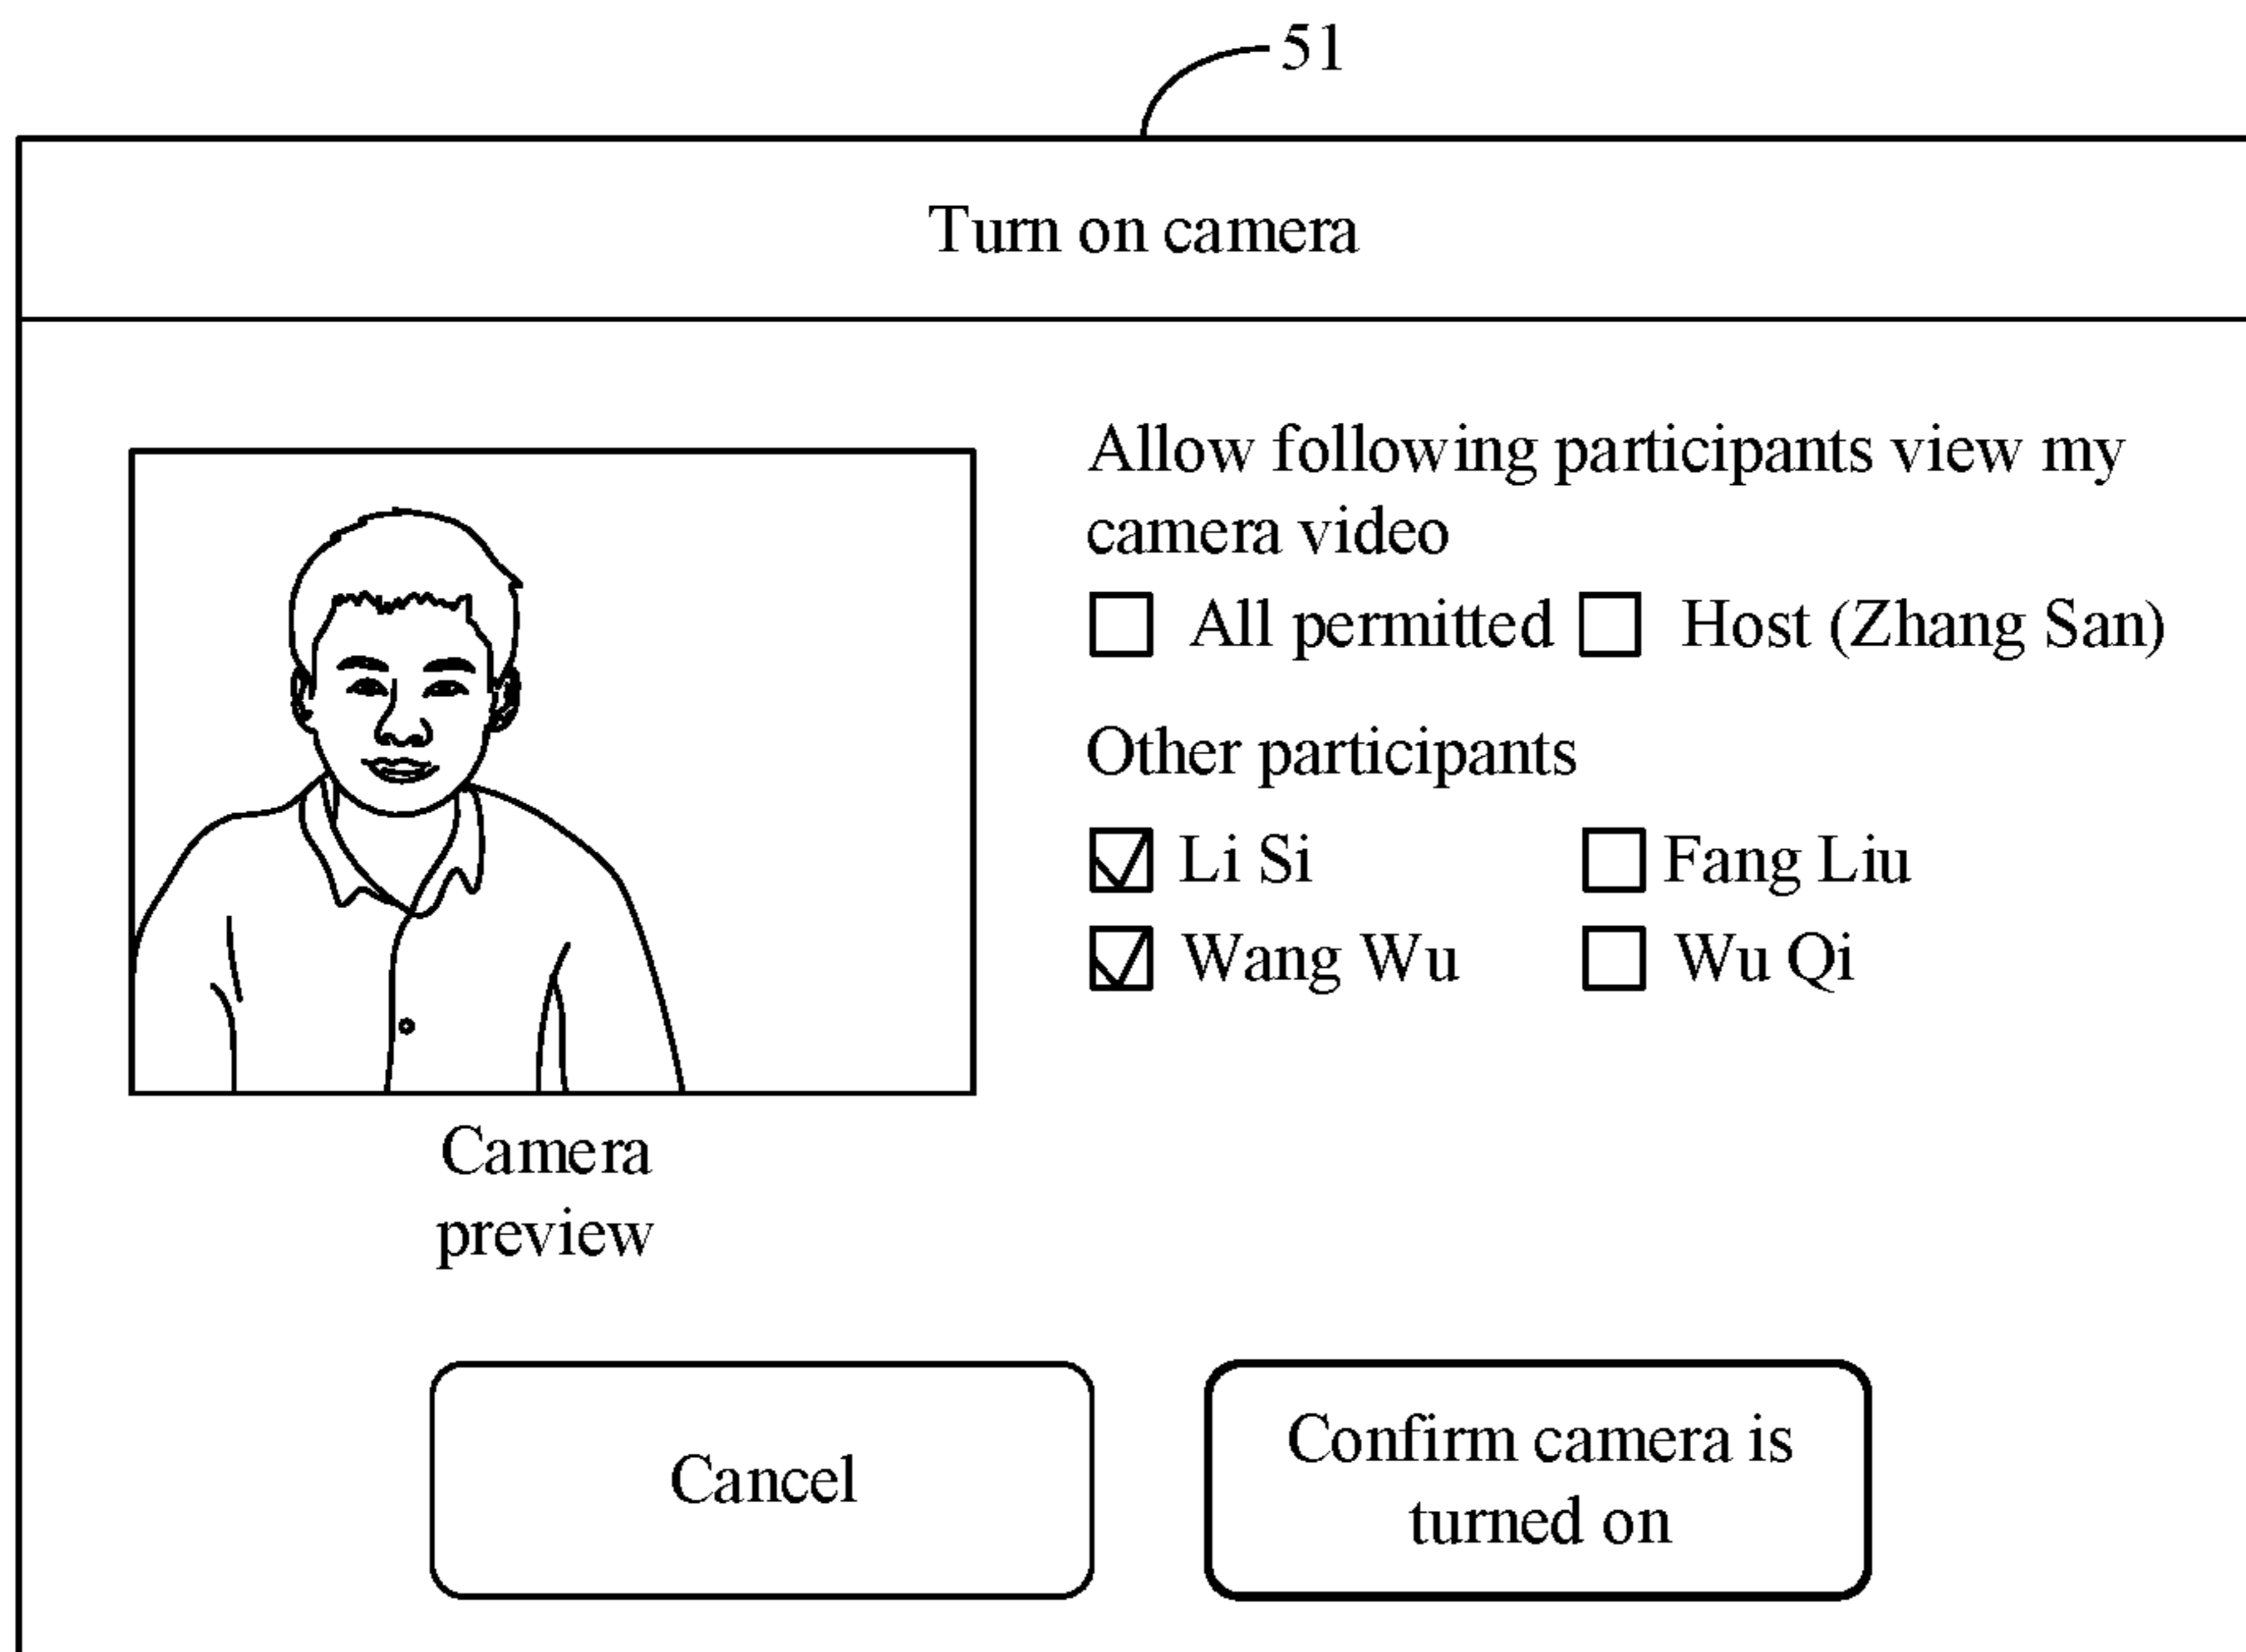 51
Turn on camera
Allow following participants view my
camera video
All permitted Host (Zhang San)
Other participants
Li Si Fang Liu
Wang Wu Wu Qi
Camera
preview
Cancel
Confirm camera is
turned on